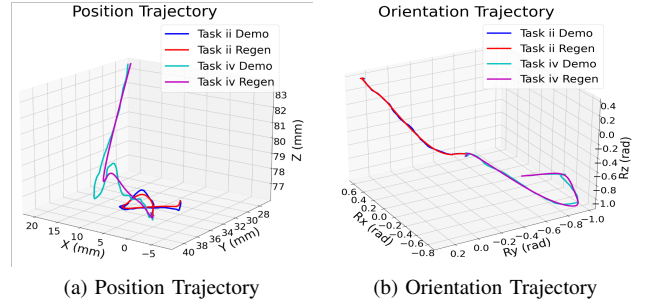 Position Trajectory
Task ii Demo
Task ii Regen
Task iv Demo
Task iv Regen
83
82
81
80
79
78
77
Z (mm)
20
15
10
5
0
−5
X (mm)
40
38
36
34
32
30
28
Y (mm)
(a) Position Trajectory
Orientation Trajectory
Task ii Demo
Task ii Regen
Task iv Demo
Task iv Regen
0.4
0.2
0.0
−0.2
−0.4
−0.6
−0.8
−1.0
Rz (rad)
0.6
0.4
0.2
0.0
−0.2
−0.4
−0.6
−0.8
Rx (rad)
0.2
0.0
−0.2
−0.4
−0.6
−0.8
−1.0
Ry (rad)
(b) Orientation Trajectory